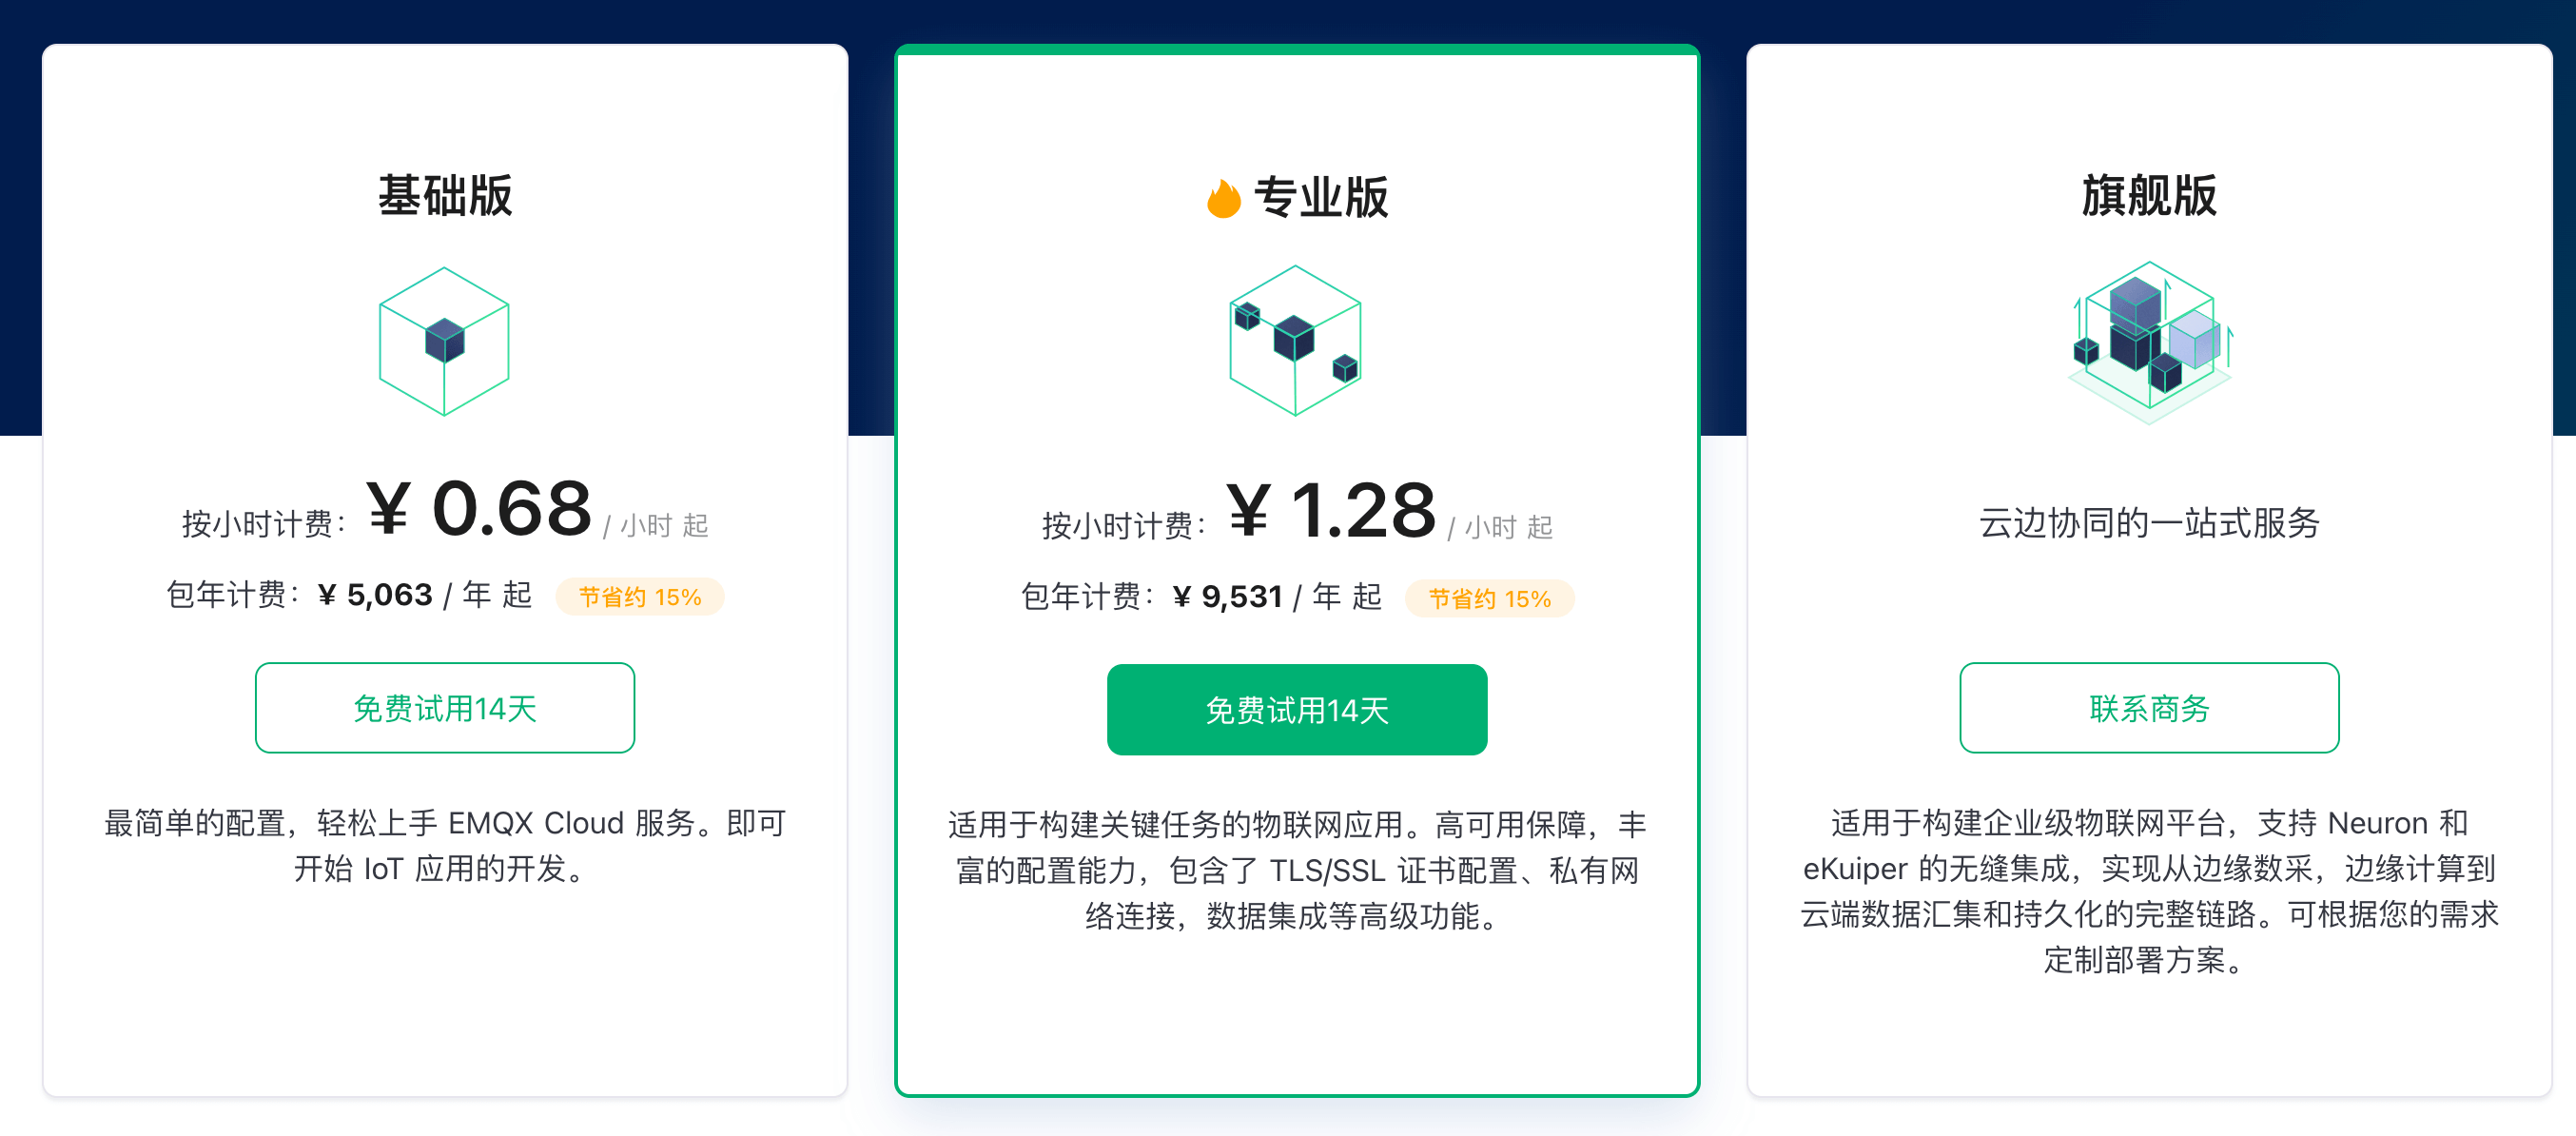 基础版
按小时计费：¥ 0.68 / 小时 起
包年计费：¥ 5,063 / 年 起 节省约 15%
免费试用14天
最简单的配置，轻松上手 EMQX Cloud 服务。即可
开始 IoT 应用的开发。
专业版
按小时计费：¥ 1.28 / 小时 起
包年计费：¥ 9,531 / 年 起 节省约 15%
免费试用14天
适用于构建关键任务的物联网应用。高可用保障，丰
富的配置能力，包含了 TLS/SSL 证书配置、私有网
络连接，数据集成等高级功能。
旗舰版
云边协同的一站式服务
联系商务
适用于构建企业级物联网平台，支持 Neuron 和
eKuiper 的无缝集成，实现从边缘数采，边缘计算到
云端数据汇集和持久化的完整链路。可根据您的需求
定制部署方案。